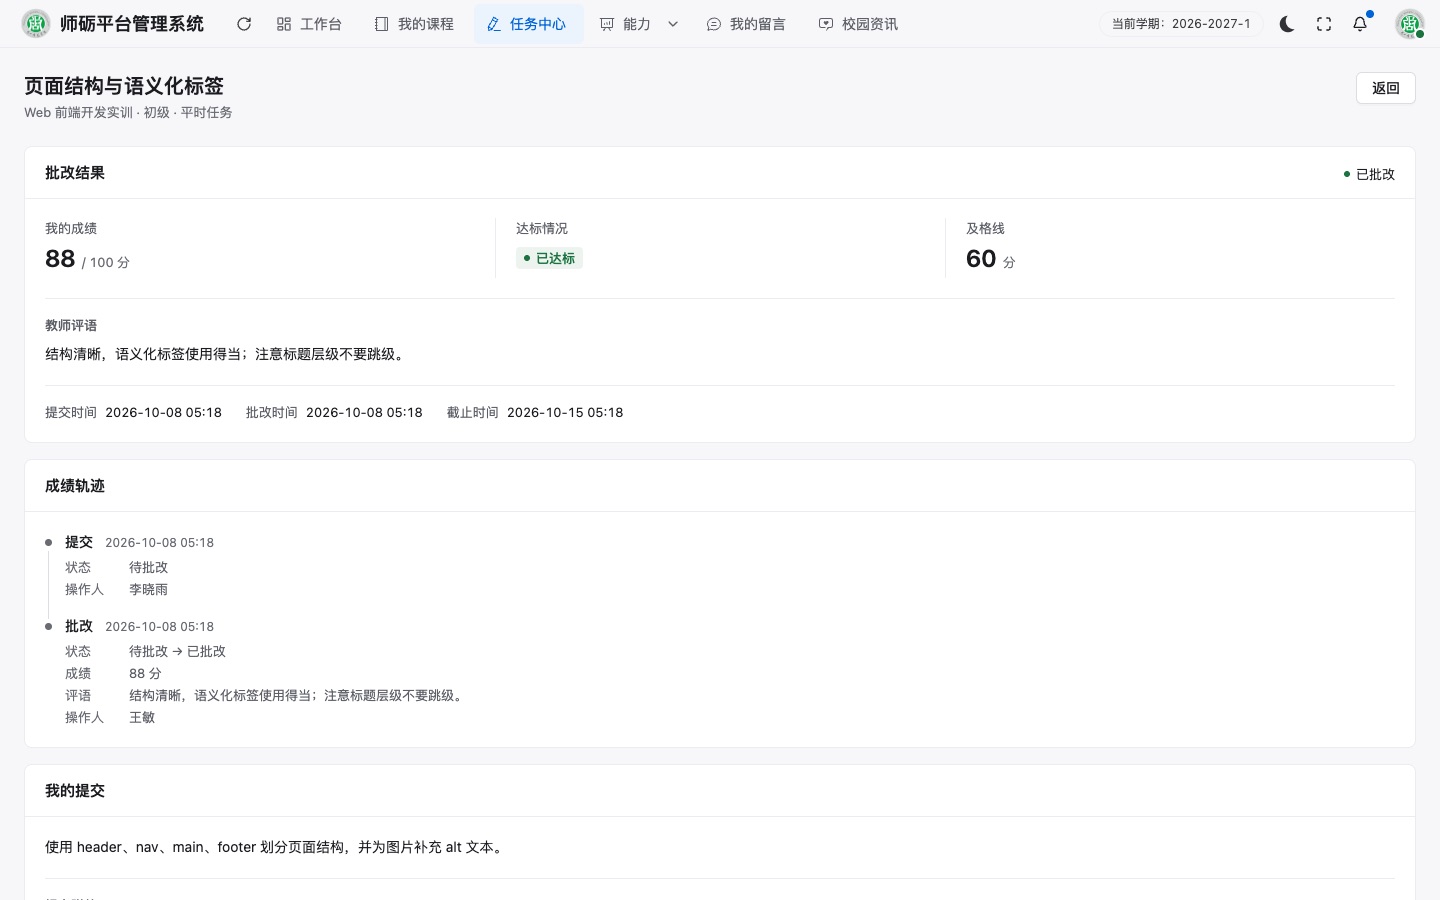 师砺平台管理系统 工作台 我的课程 任务中心 能力 我的留言 校园资讯 当前学期：2026-2027-1
页面结构与语义化标签
返回
Web 前端开发实训 · 初级 · 平时任务
批改结果 已批改
我的成绩 达标情况 及格线
88 / 100 分 已达标 60 分
教师评语
结构清晰，语义化标签使用得当；注意标题层级不要跳级。
提交时间 2026-10-08 05:18 批改时间 2026-10-08 05:18 截止时间 2026-10-15 05:18
成绩轨迹
提交 2026-10-08 05:18
状态 待批改
操作人 李晓雨
批改 2026-10-08 05:18
状态 待批改 → 已批改
成绩 88 分
评语 结构清晰，语义化标签使用得当；注意标题层级不要跳级。
操作人 王敏
我的提交
使用 header、nav、main、footer 划分页面结构，并为图片补充 alt 文本。